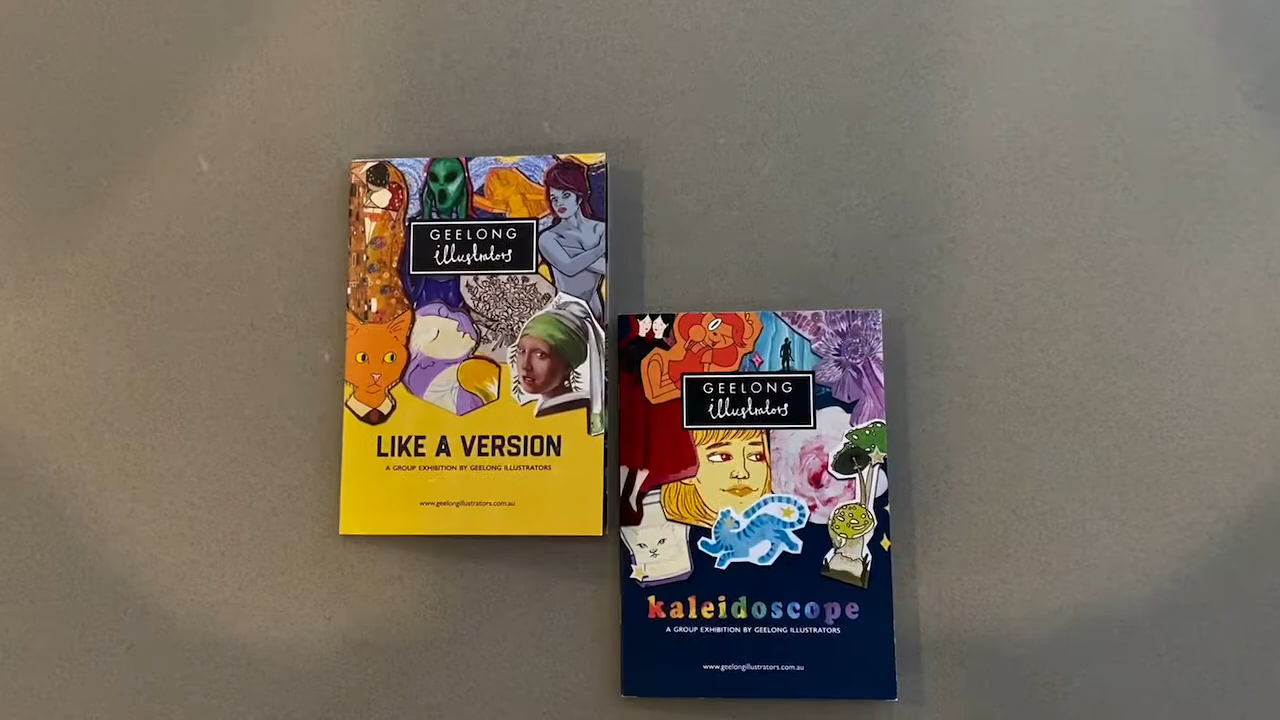 GEELONG
illustrators
LIKE A VERSION
A GROUP EXHIBITION BY GEELONG ILLUSTRATORS
www.geelongillustrators.com.au
GEELONG
illustrators
kaleidoscope
A GROUP EXHIBITION BY GEELONG ILLUSTRATORS
www.geelongillustrators.com.au